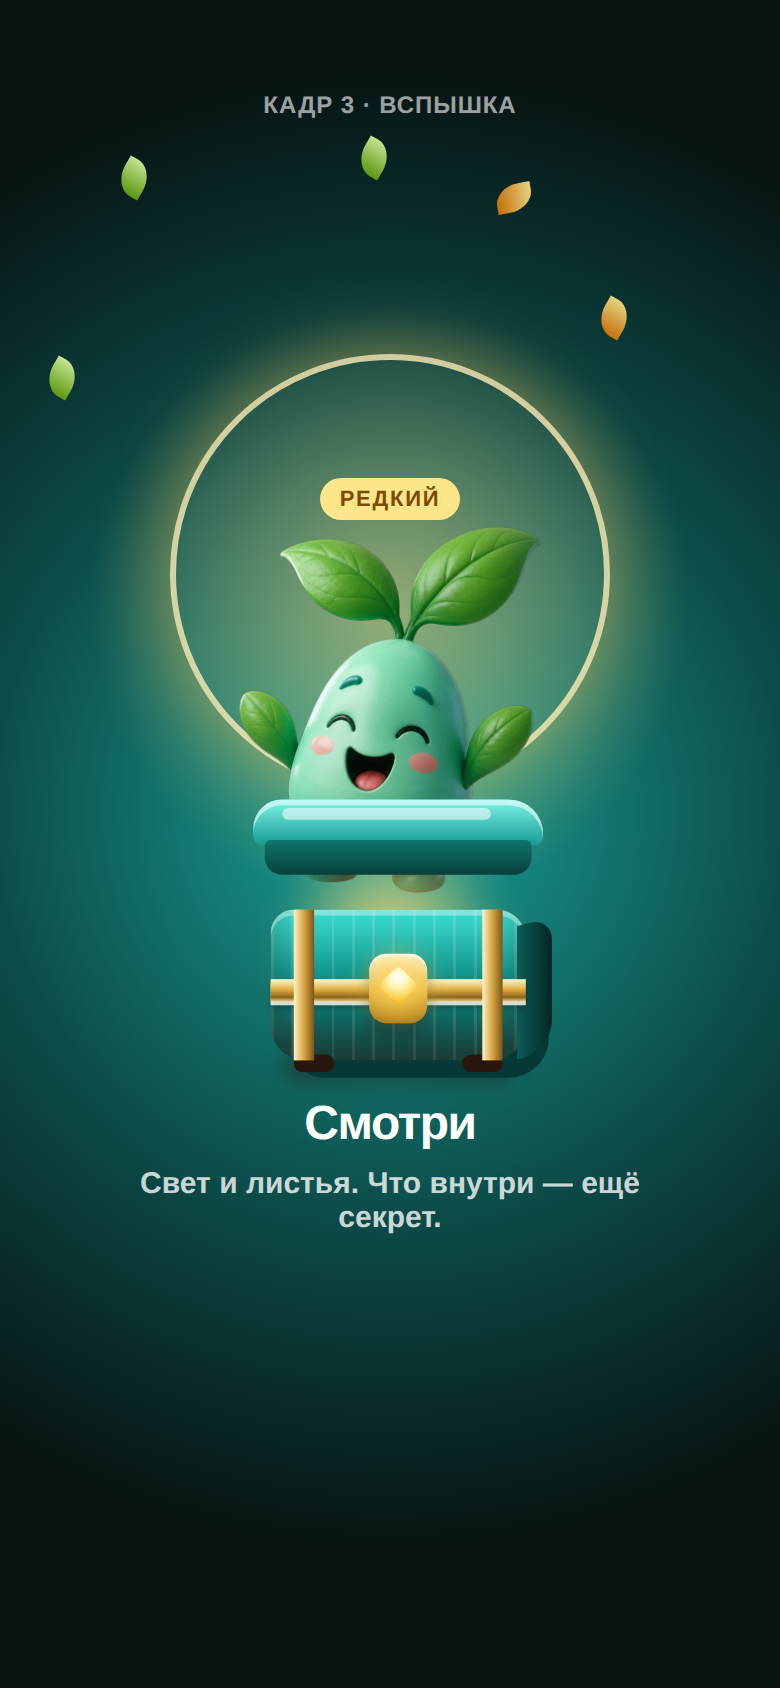 КАДР 3 · ВСПЫШКА
РЕДКИЙ
Смотри
Свет и листья. Что внутри — ещё
секрет.